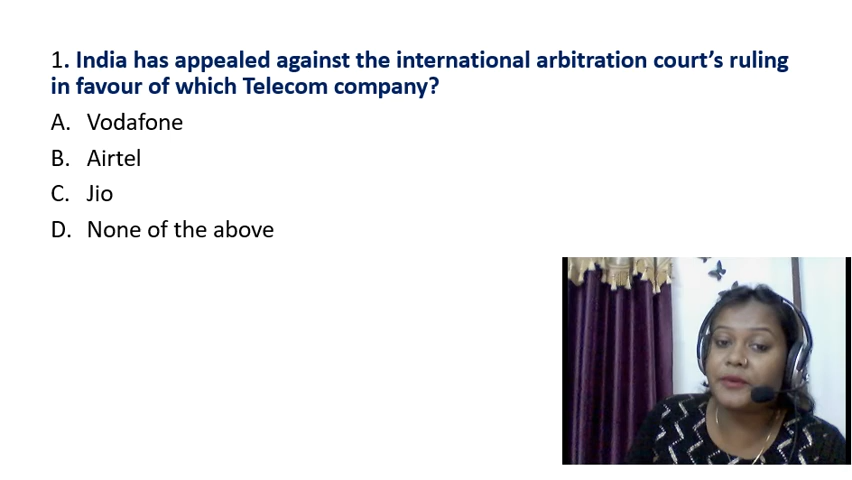 1. India has appealed against the international arbitration court’s ruling
in favour of which Telecom company?
A. Vodafone
B. Airtel
C. Jio
D. None of the above